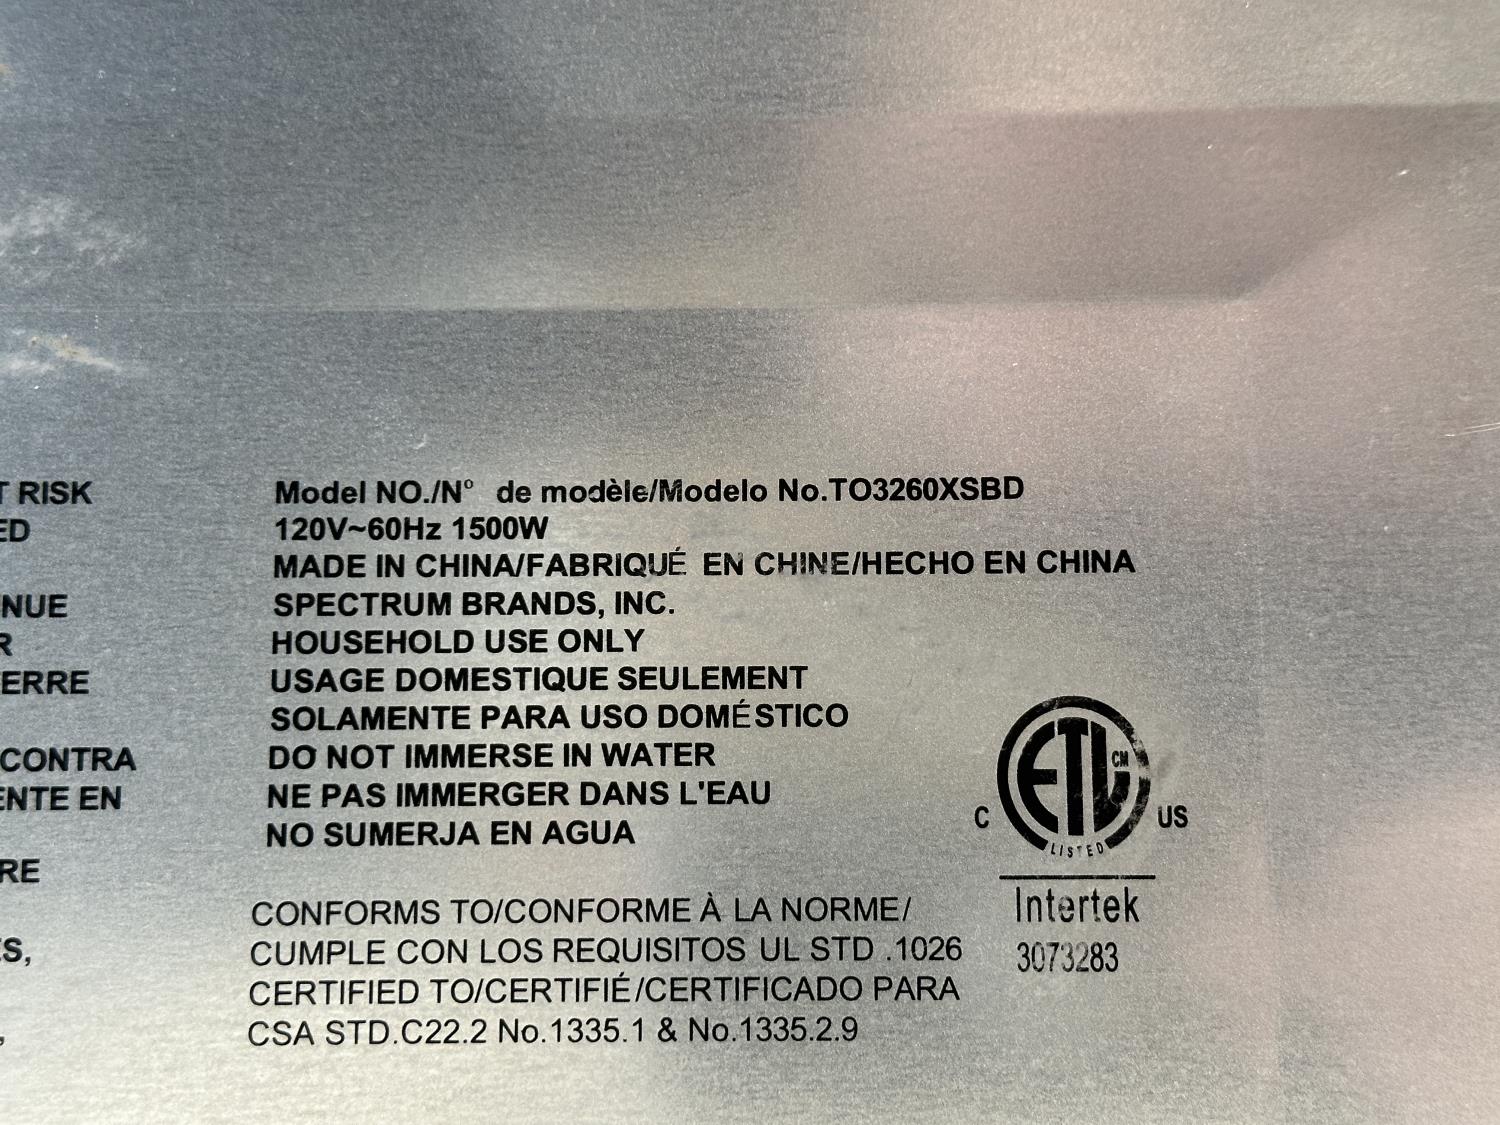 T RISK
ED
NUE
R
ERRE
CONTRA
ENTE EN
RE
S,
,
Model NO./N° de modèle/Modelo No.TO3260XSBD
120V~60Hz 1500W
MADE IN CHINA/FABRIQUÉ EN CHINE/HECHO EN CHINA
SPECTRUM BRANDS, INC.
HOUSEHOLD USE ONLY
USAGE DOMESTIQUE SEULEMENT
SOLAMENTE PARA USO DOMÉSTICO
DO NOT IMMERSE IN WATER
NE PAS IMMERGER DANS L'EAU
NO SUMERJA EN AGUA
CONFORMS TO/CONFORME À LA NORME/
CUMPLE CON LOS REQUISITOS UL STD .1026
CERTIFIED TO/CERTIFIÉ/CERTIFICADO PARA
CSA STD.C22.2 No.1335.1 & No.1335.2.9
ETL CM
C US
LISTED
Intertek
3073283